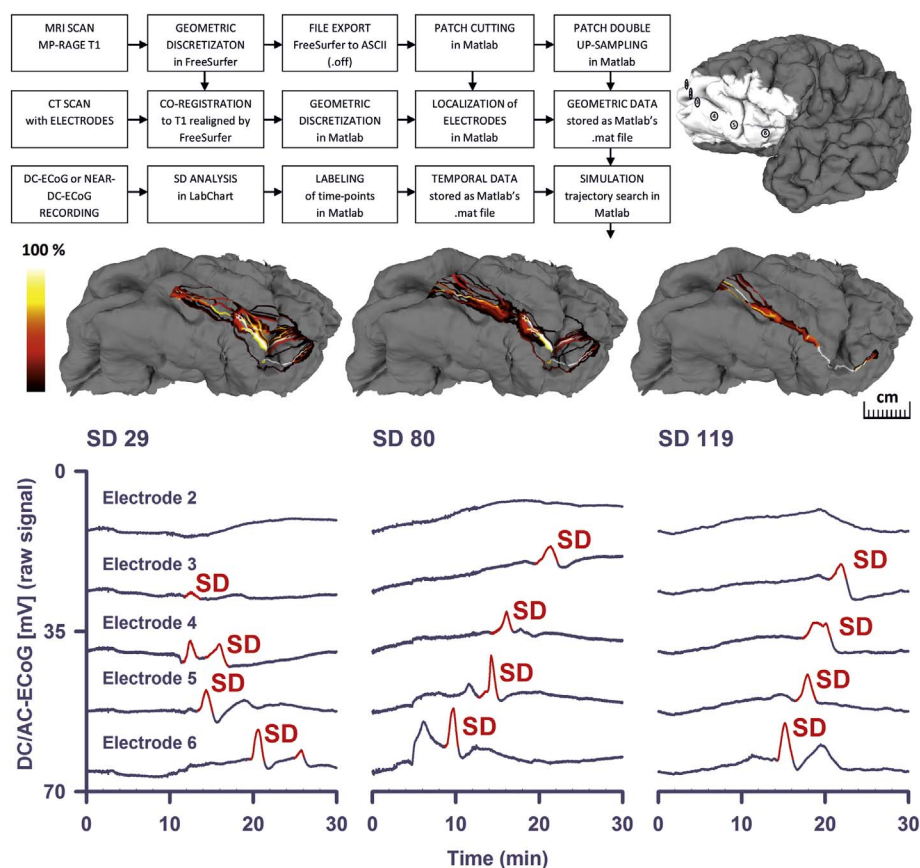 MRI SCAN
MP-RAGE T1
GEOMETRIC
DISCRETIZATON
in FreeSurfer
FILE EXPORT
FreeSurfer to ASCII
(.off)
PATCH CUTTING
in Matlab
PATCH DOUBLE
UP-SAMPLING
in Matlab
CT SCAN
with ELECTRODES
CO-REGISTRATION
to T1 realigned by
FreeSurfer
GEOMETRIC
DISCRETIZATION
in Matlab
LOCALIZATION of
ELECTRODES
in Matlab
GEOMETRIC DATA
stored as Matlab's
.mat file
DC-ECoG or NEAR-
DC-ECoG
RECORDING
SD ANALYSIS
in LabChart
LABELING
of time-points
in Matlab
TEMPORAL DATA
stored as Matlab's
.mat file
SIMULATION
trajectory search in
Matlab
3
4
5
6
100 %
cm
SD 29
SD 80
SD 119
DC/AC-ECoG [mV] (raw signal)
0
35
70
Electrode 2
Electrode 3
Electrode 4
Electrode 5
Electrode 6
SD
SD
SD
SD
SD
SD
SD
SD
SD
SD
SD
SD
0 10 20 30
0 10 20 30
0 10 20 30
Time (min)